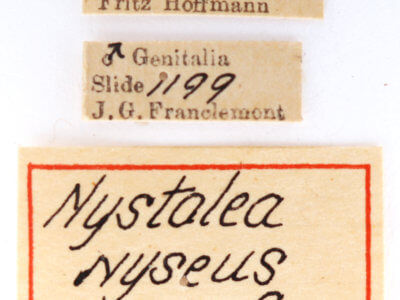 Fritz Hoffmann
♂ Genitalia
Slide 1199
J. G. Franclemont
Nystalea
nyseus